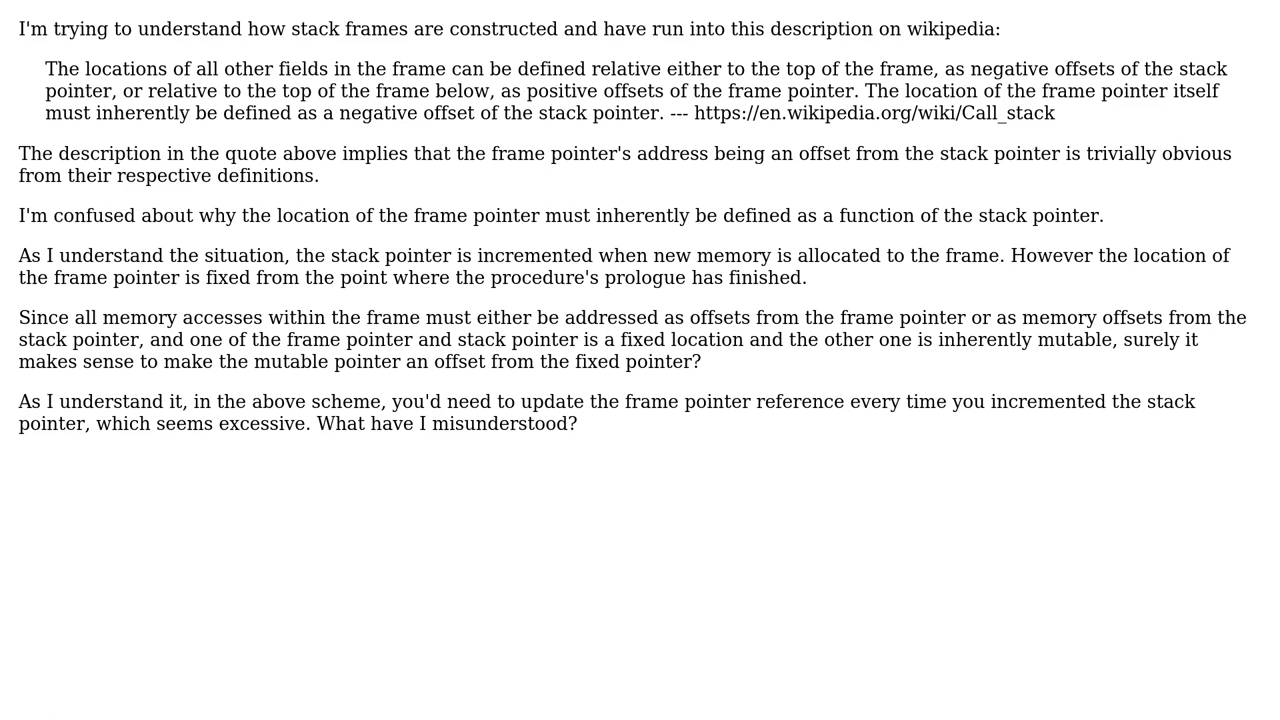 I'm trying to understand how stack frames are constructed and have run into this description on wikipedia:
The locations of all other fields in the frame can be defined relative either to the top of the frame, as negative offsets of the stack
pointer, or relative to the top of the frame below, as positive offsets of the frame pointer. The location of the frame pointer itself
must inherently be defined as a negative offset of the stack pointer. --- https://en.wikipedia.org/wiki/Call_stack
The description in the quote above implies that the frame pointer's address being an offset from the stack pointer is trivially obvious
from their respective definitions.
I'm confused about why the location of the frame pointer must inherently be defined as a function of the stack pointer.
As I understand the situation, the stack pointer is incremented when new memory is allocated to the frame. However the location of
the frame pointer is fixed from the point where the procedure's prologue has finished.
Since all memory accesses within the frame must either be addressed as offsets from the frame pointer or as memory offsets from the
stack pointer, and one of the frame pointer and stack pointer is a fixed location and the other one is inherently mutable, surely it
makes sense to make the mutable pointer an offset from the fixed pointer?
As I understand it, in the above scheme, you'd need to update the frame pointer reference every time you incremented the stack
pointer, which seems excessive. What have I misunderstood?